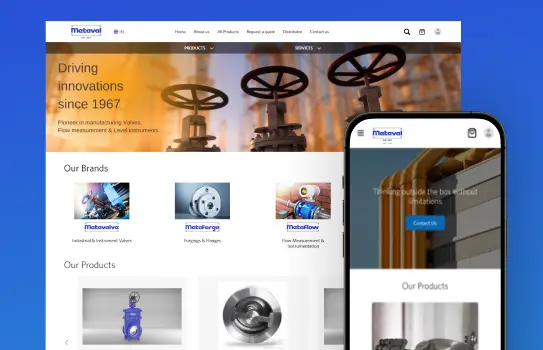 Metaval
Home About us All Products Request a quote Distributor Contact us
PRODUCTS SERVICES
Driving
innovations
since 1967
Pioneer in manufacturing Valves,
Flow measurement & Level Instruments.
Our Brands
Metavalve
MetaForge
MetaFlow
Industrial & Instrument Valves
Forgings & Flanges
Flow Measurement &
Instrumentation
Our Products
Metaval
Thinking outside the box without
limitations
Contact Us
Our Products